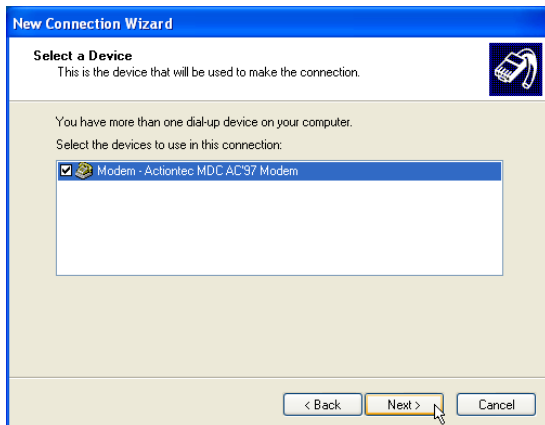 New Connection Wizard
Select a Device
This is the device that will be used to make the connection.
You have more than one dial-up device on your computer.
Select the devices to use in this connection:
Modem - Actiontec MDC AC'97 Modem
< Back
Next >
Cancel